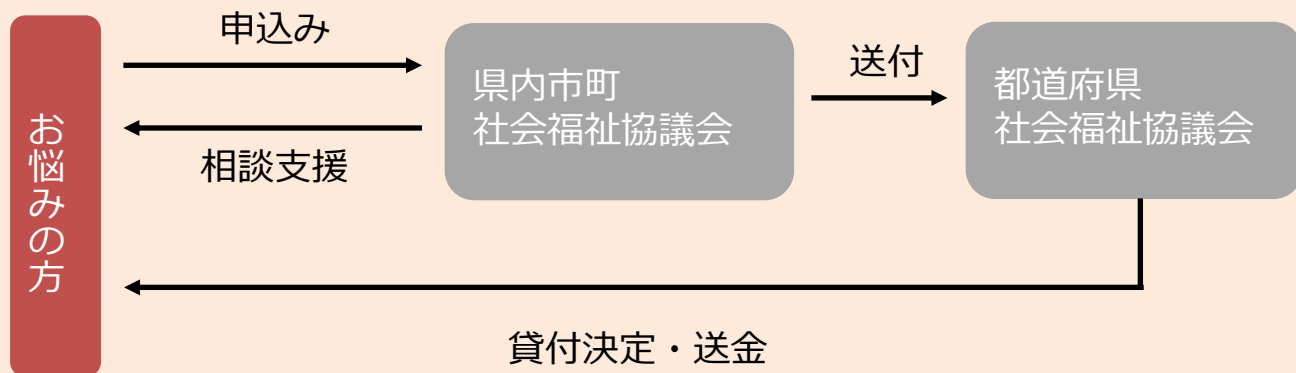 申込み
お悩みの方
相談支援
県内市町
社会福祉協議会
送付
都道府県
社会福祉協議会
貸付決定・送金